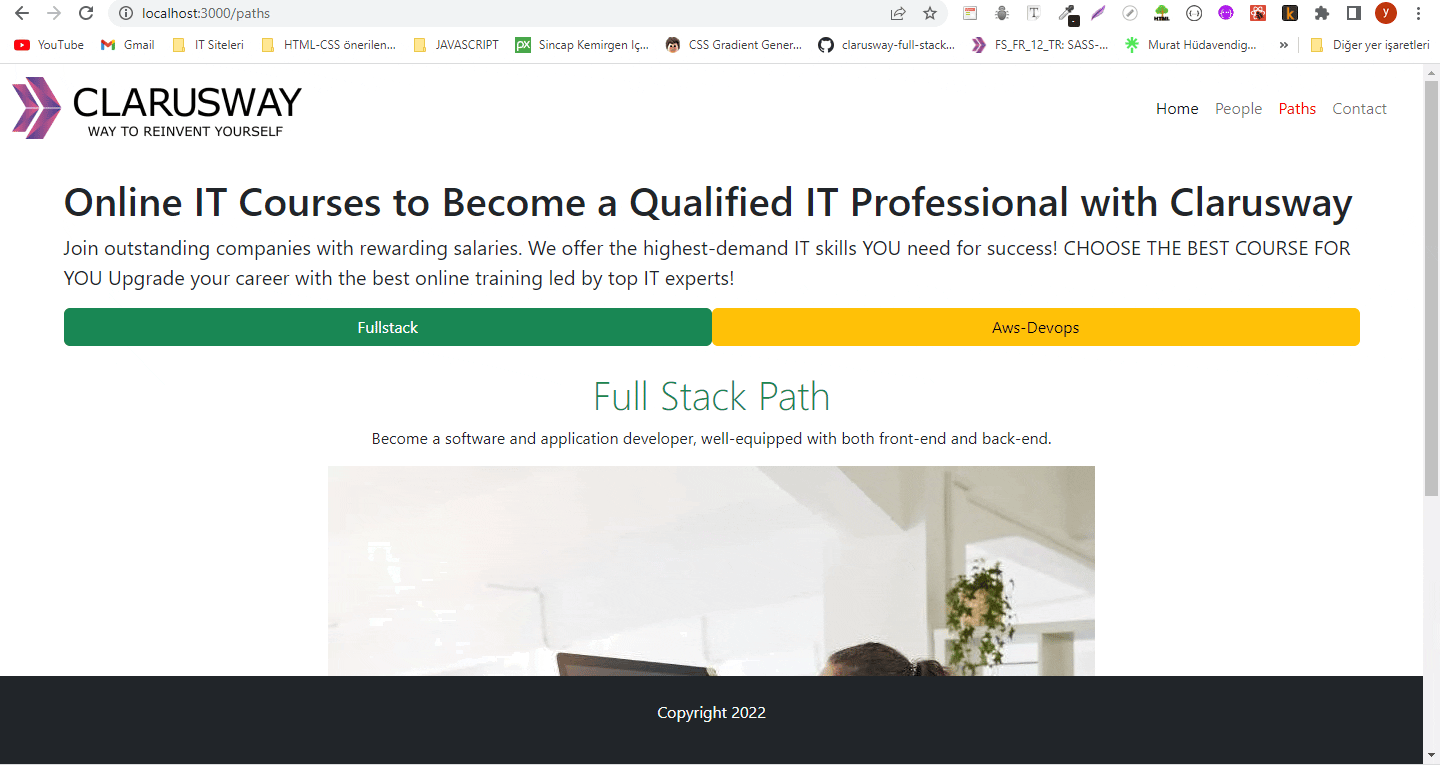 localhost:3000/paths
YouTube Gmail IT Siteleri HTML-CSS önerilen... JAVASCRIPT Sincap Kemirgen Iç... CSS Gradient Gener... clarusway-full-stack... FS_FR_12_TR: SASS-... Murat Hüdavendig... » Diğer yer işaretleri
CLARUSWAY
WAY TO REINVENT YOURSELF
Home People Paths Contact
Online IT Courses to Become a Qualified IT Professional with Clarusway
Join outstanding companies with rewarding salaries. We offer the highest-demand IT skills YOU need for success! CHOOSE THE BEST COURSE FOR
YOU Upgrade your career with the best online training led by top IT experts!
Fullstack Aws-Devops
Full Stack Path
Become a software and application developer, well-equipped with both front-end and back-end.
Copyright 2022